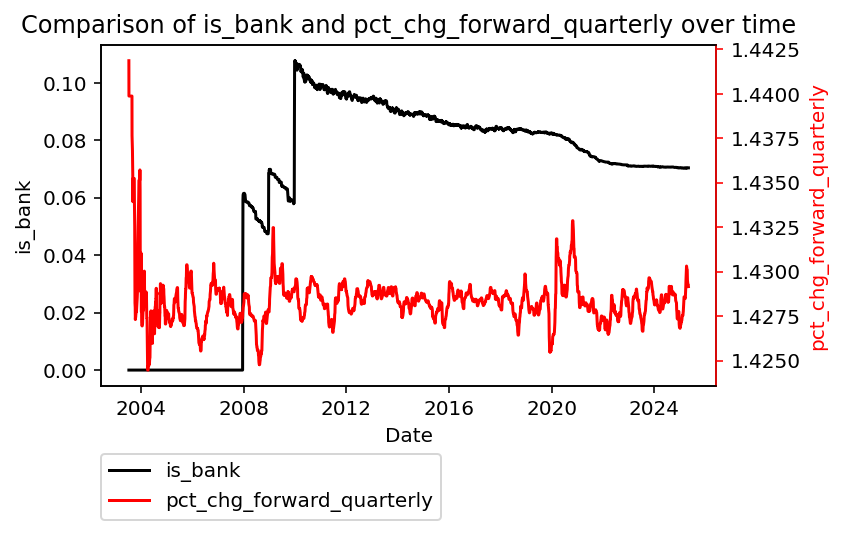 Comparison of is_bank and pct_chg_forward_quarterly over time
1.4425
0.10
1.4400
0.08
1.4375
0.06
1.4350
1.4325
0.04
1.4300
0.02
1.4275
0.00
1.4250
is_bank
pct_chg_forward_quarterly
2004 2008 2012 2016 2020 2024
Date
is_bank
pct_chg_forward_quarterly